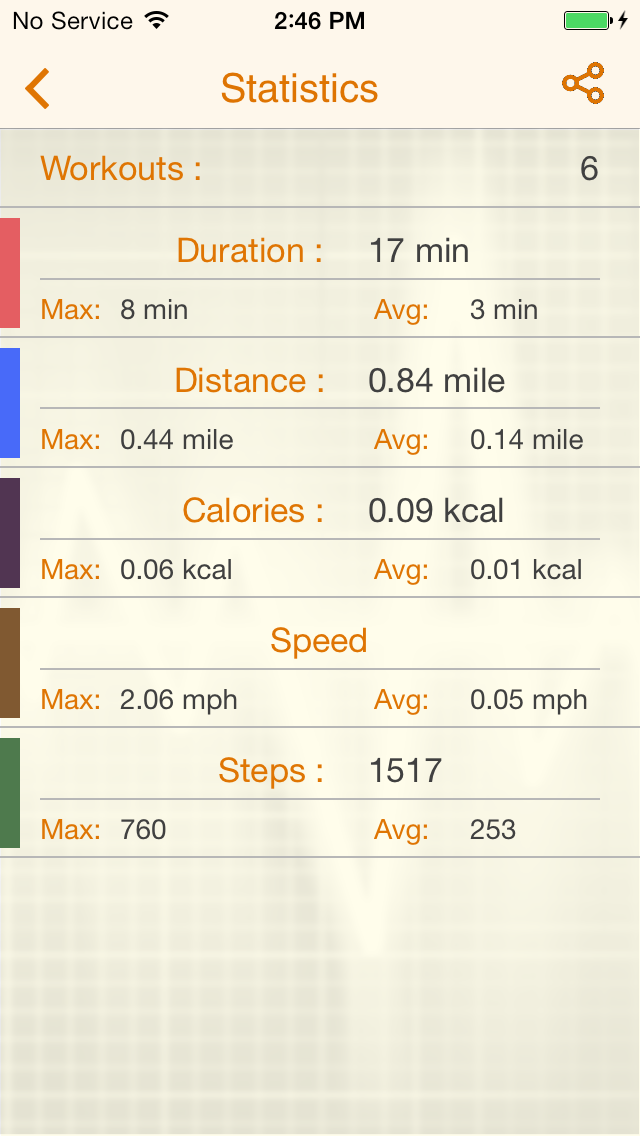 No Service 2:46 PM
Statistics
Workouts : 6
Duration : 17 min
Max: 8 min Avg: 3 min
Distance : 0.84 mile
Max: 0.44 mile Avg: 0.14 mile
Calories : 0.09 kcal
Max: 0.06 kcal Avg: 0.01 kcal
Speed
Max: 2.06 mph Avg: 0.05 mph
Steps : 1517
Max: 760 Avg: 253